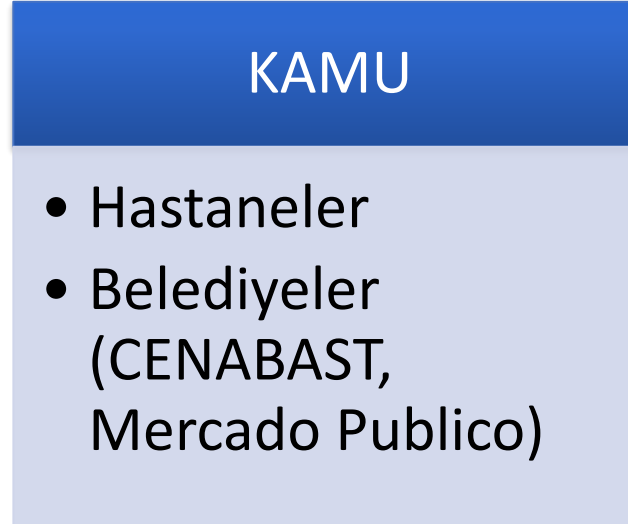 KAMU
• Hastaneler
• Belediyeler
(CENABAST,
Mercado Publico)